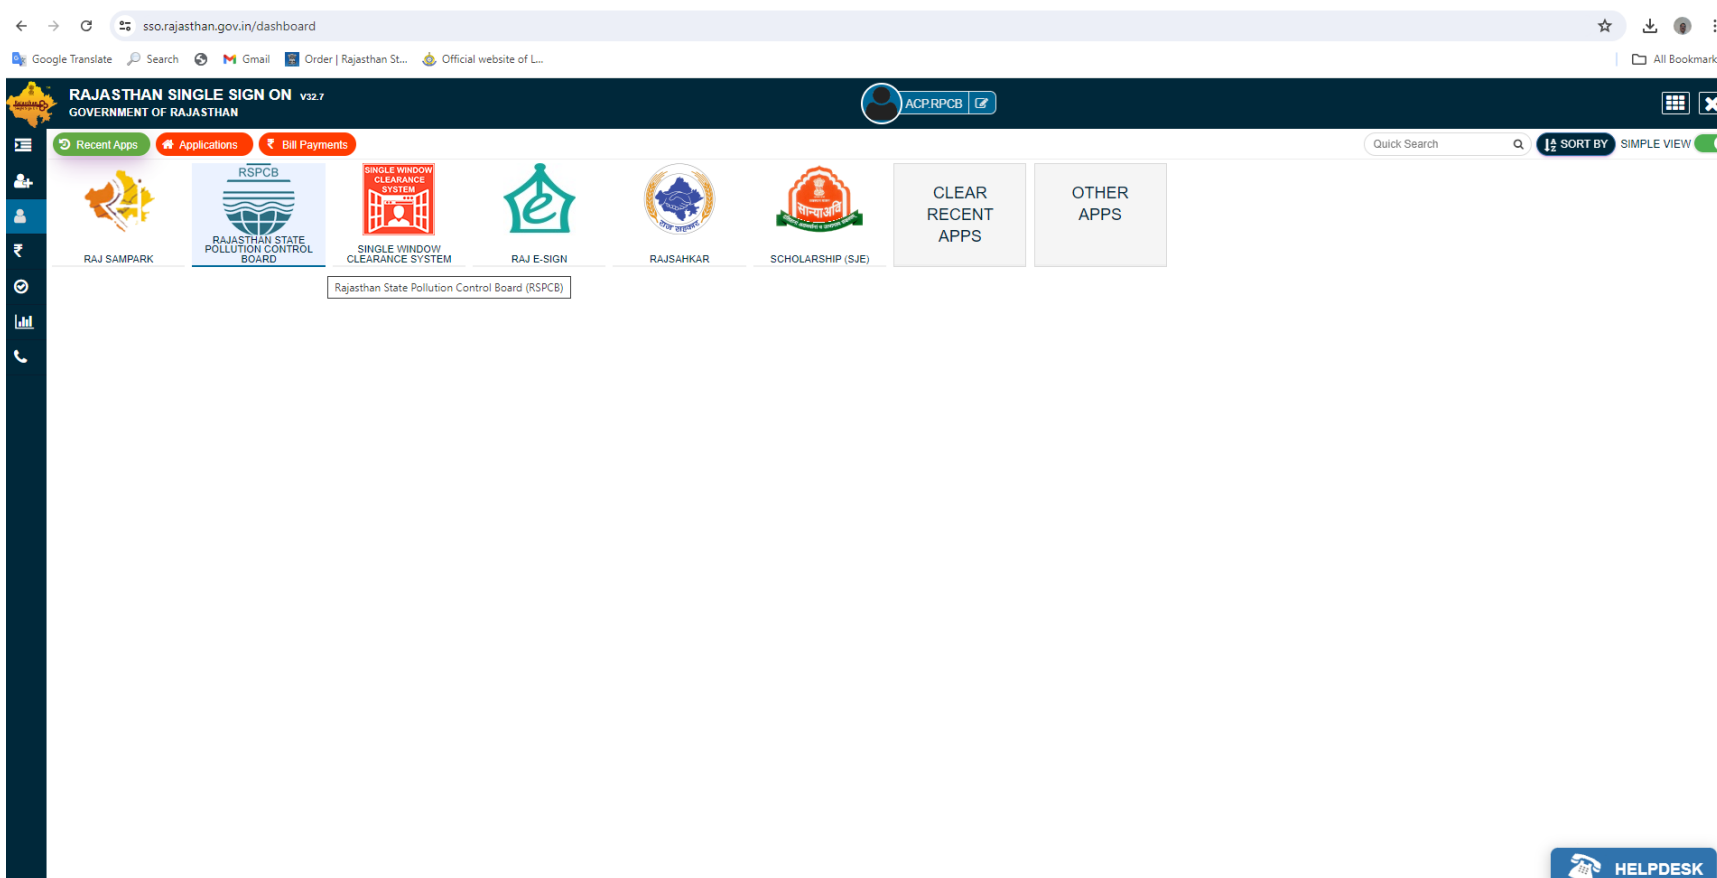 sso.rajasthan.gov.in/dashboard
Google Translate Search Gmail Order | Rajasthan St... Official website of L... All Bookmark
RAJASTHAN SINGLE SIGN ON V32.7
GOVERNMENT OF RAJASTHAN
ACP.RPCB
Recent Apps Applications ₹ Bill Payments
Quick Search SORT BY SIMPLE VIEW
RAJ SAMPARK
RSPCB
RAJASTHAN STATE
POLLUTION CONTROL
BOARD
SINGLE WINDOW
CLEARANCE
SYSTEM
SINGLE WINDOW
CLEARANCE SYSTEM
e
RAJ E-SIGN
राज सहकार
RAJSAHKAR
सान्याअवि
SCHOLARSHIP (SJE)
CLEAR
RECENT
APPS
OTHER
APPS
₹
Rajasthan State Pollution Control Board (RSPCB)
HELPDESK